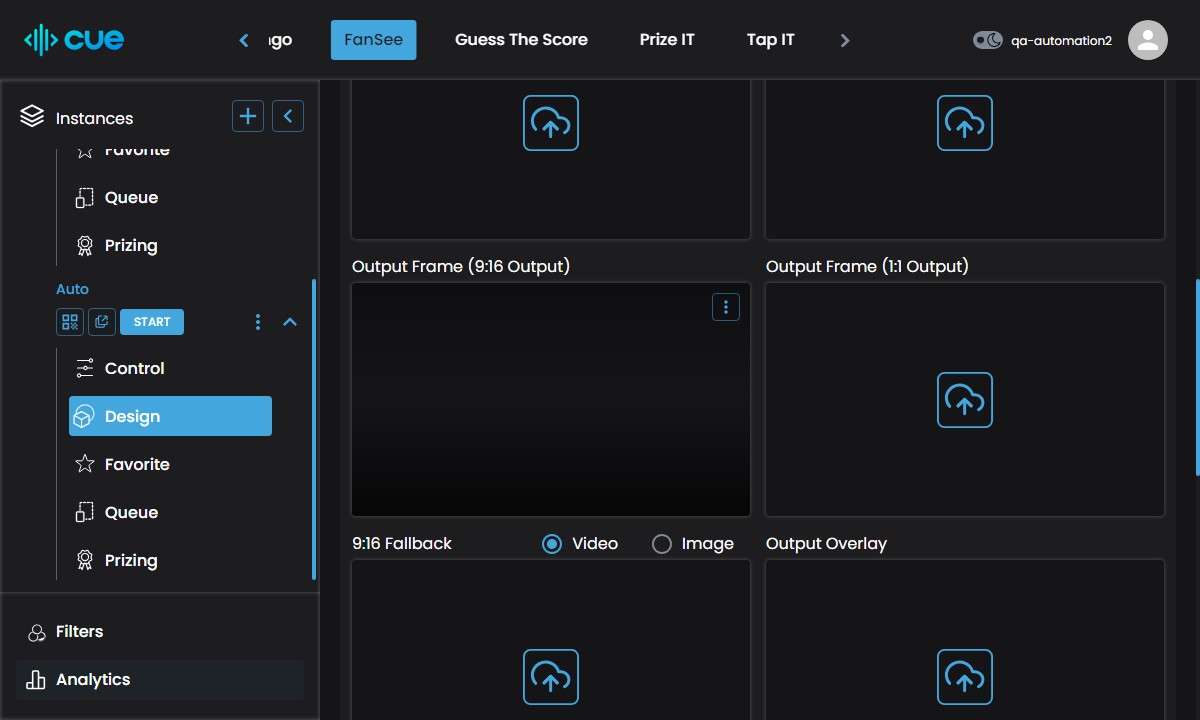 cue
FanSee
Guess The Score
Prize IT
Tap IT
qa-automation2
Instances
Favorite
Queue
Prizing
Auto
START
Control
Design
Favorite
Queue
Prizing
Filters
Analytics
Output Frame (9:16 Output)
Output Frame (1:1 Output)
9:16 Fallback
Video
Image
Output Overlay